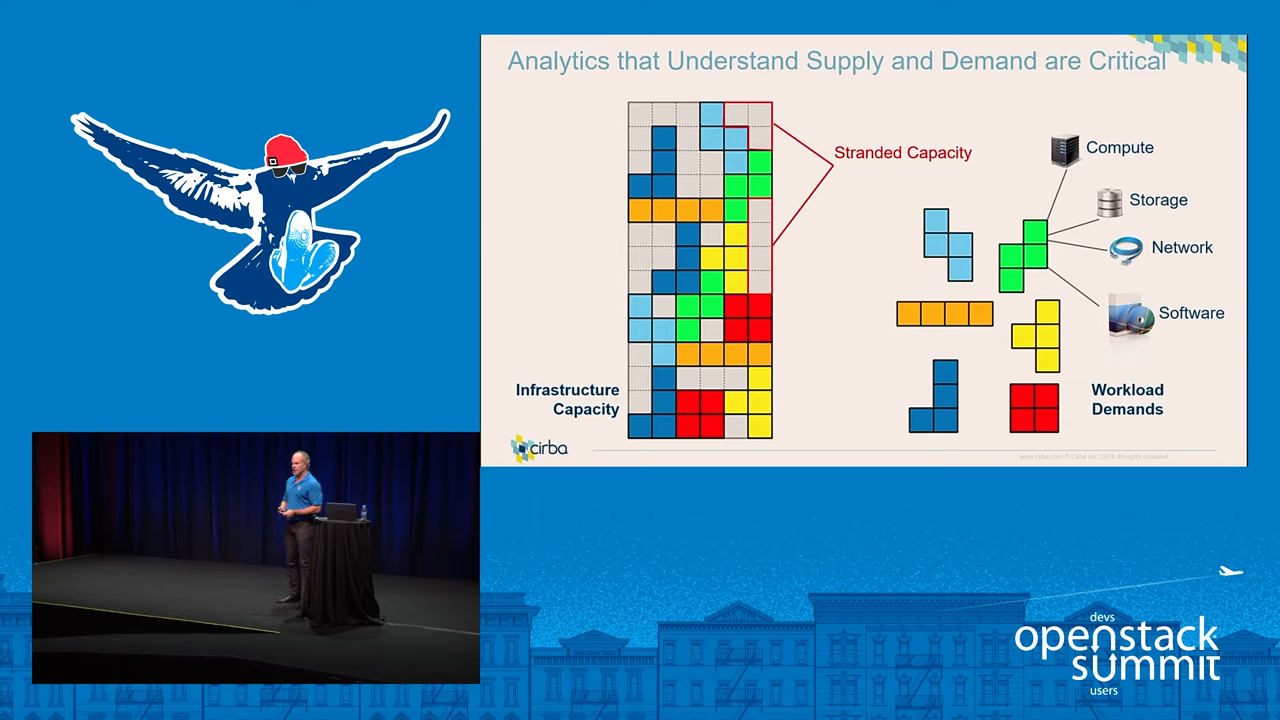 Analytics that Understand Supply and Demand are Critical
Stranded Capacity
Compute
Storage
Network
Software
Infrastructure
Capacity
Workload
Demands
cirba
www.cirba.com © Cirba Inc, 2014 All rights reserved
devs
openstack
summit
users